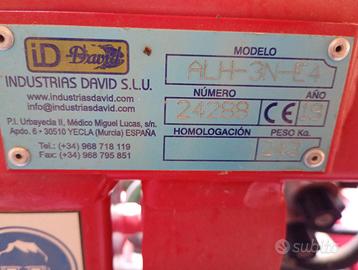 iD David
MODELO
ALH-3N-E4
INDUSTRIAS DAVID S.L.U.
www.industriasdavid.com
info@industriasdavid.com
NÚMERO
AÑO
24288
CE
19
P.I. Urbayecla II, Médico Miguel Lucas, s/n.
Apdo. 6 • 30510 YECLA (Murcia) ESPAÑA
HOMOLOGACIÓN
PESO Kg.
Tel.: (+34) 968 718 119
Fax: (+34) 968 795 851
subito